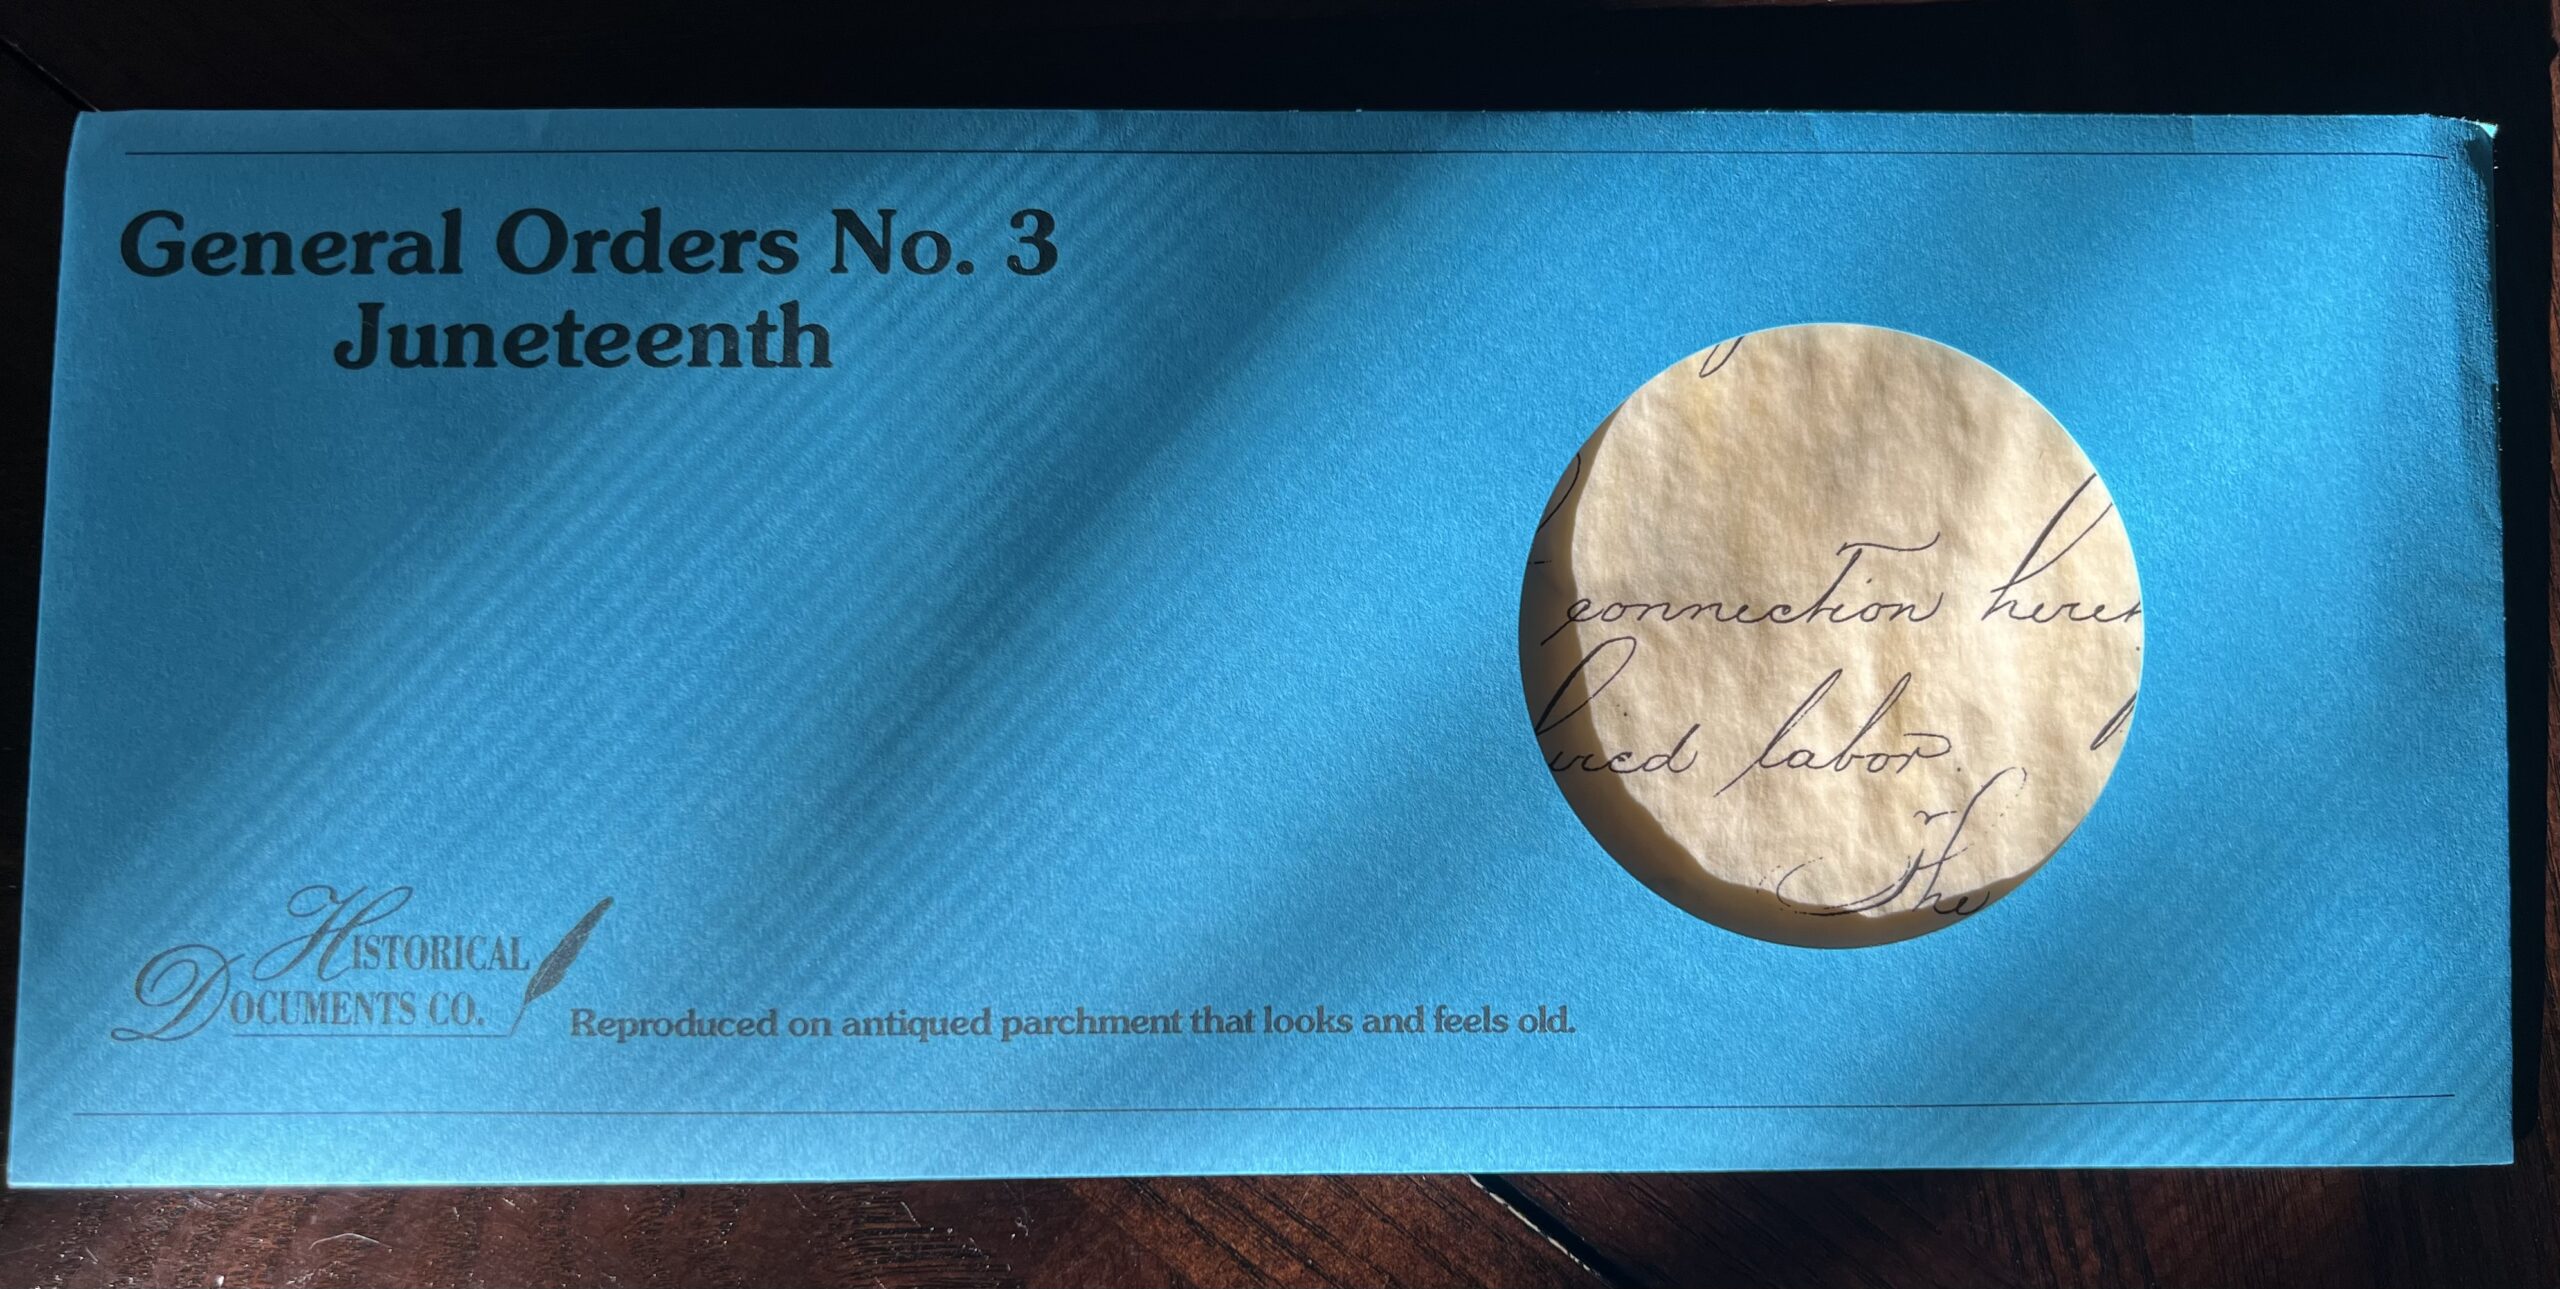 General Orders No. 3
Juneteenth
connection
labor.
The
HISTORICAL
DOCUMENTS CO.
Reproduced on antiqued parchment that looks and feels old.